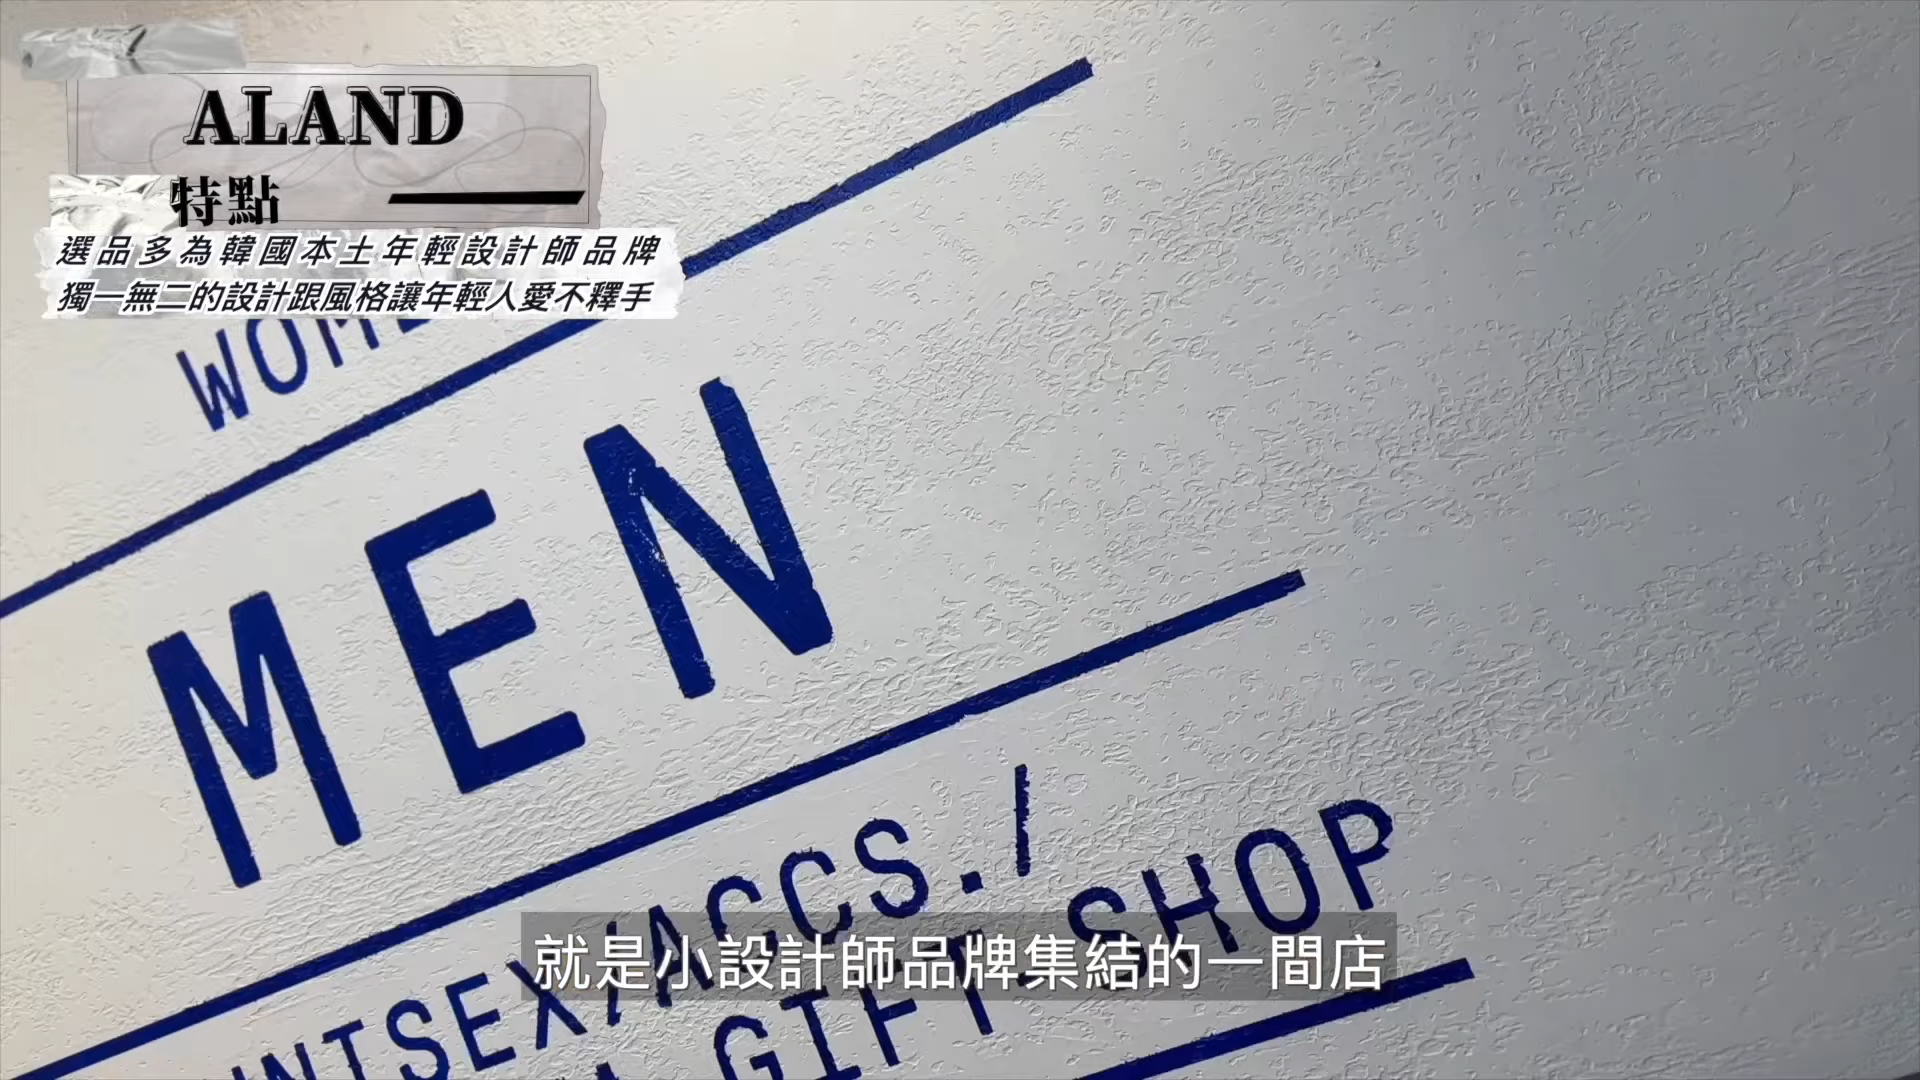 ALAND
特點
選品多為韓國本土年輕設計師品牌
獨一無二的設計跟風格讓年輕人愛不釋手
MEN
UNISEX/ACCS./
GIFT-SHOP
就是小設計師品牌集結的一間店